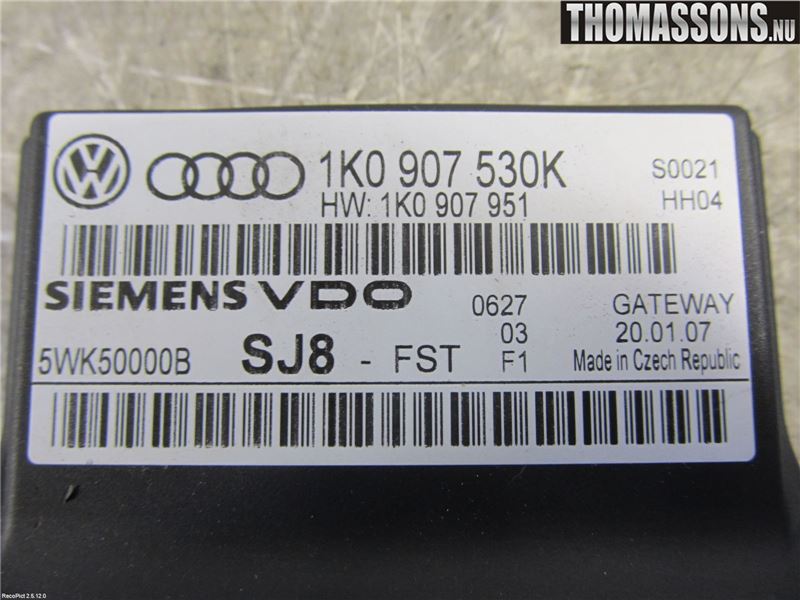 THOMASSONS.NU
1K0 907 530K
S0021
HW: 1K0 907 951
HH04
SIEMENS VDO
0627
GATEWAY
03
20.01.07
5WK50000B
SJ8 - FST
F1
Made in Czech Republic
RecoPict 2.5.12.0